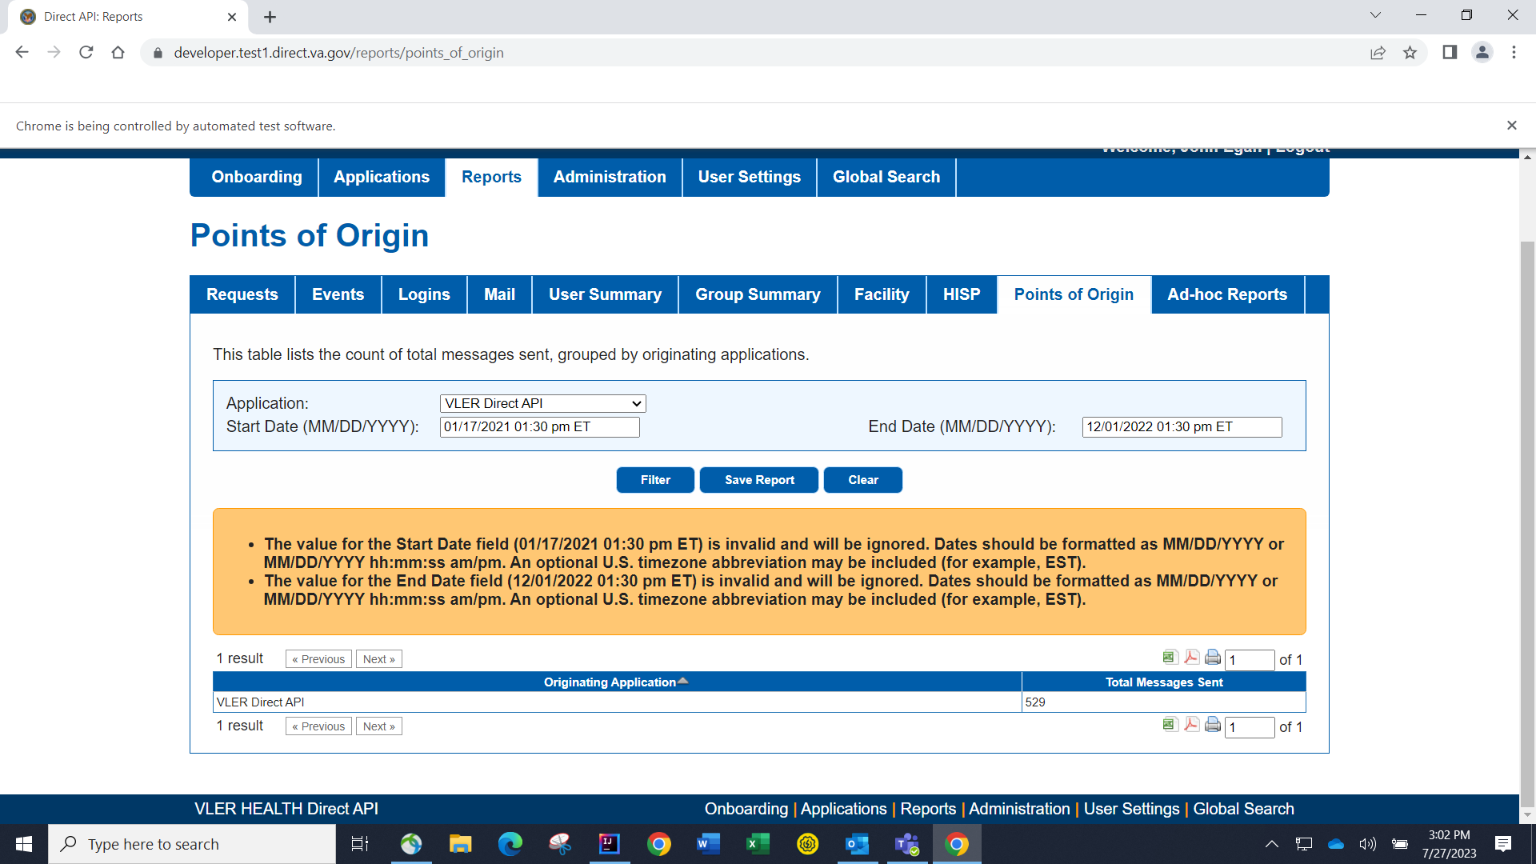 Direct API: Reports
developer.test1.direct.va.gov/reports/points_of_origin
Chrome is being controlled by automated test software.
Welcome, John Egan | Logout
Onboarding Applications Reports Administration User Settings Global Search
Points of Origin
Requests Events Logins Mail User Summary Group Summary Facility HISP Points of Origin Ad-hoc Reports
This table lists the count of total messages sent, grouped by originating applications.
Application: VLER Direct API
Start Date (MM/DD/YYYY): 01/17/2021 01:30 pm ET End Date (MM/DD/YYYY): 12/01/2022 01:30 pm ET
Filter Save Report Clear
• The value for the Start Date field (01/17/2021 01:30 pm ET) is invalid and will be ignored. Dates should be formatted as MM/DD/YYYY or
MM/DD/YYYY hh:mm:ss am/pm. An optional U.S. timezone abbreviation may be included (for example, EST).
• The value for the End Date field (12/01/2022 01:30 pm ET) is invalid and will be ignored. Dates should be formatted as MM/DD/YYYY or
MM/DD/YYYY hh:mm:ss am/pm. An optional U.S. timezone abbreviation may be included (for example, EST).
1 result « Previous Next » 1 of 1
Originating Application Total Messages Sent
VLER Direct API 529
1 result « Previous Next » 1 of 1
VLER HEALTH Direct API Onboarding | Applications | Reports | Administration | User Settings | Global Search
Type here to search
3:02 PM
7/27/2023